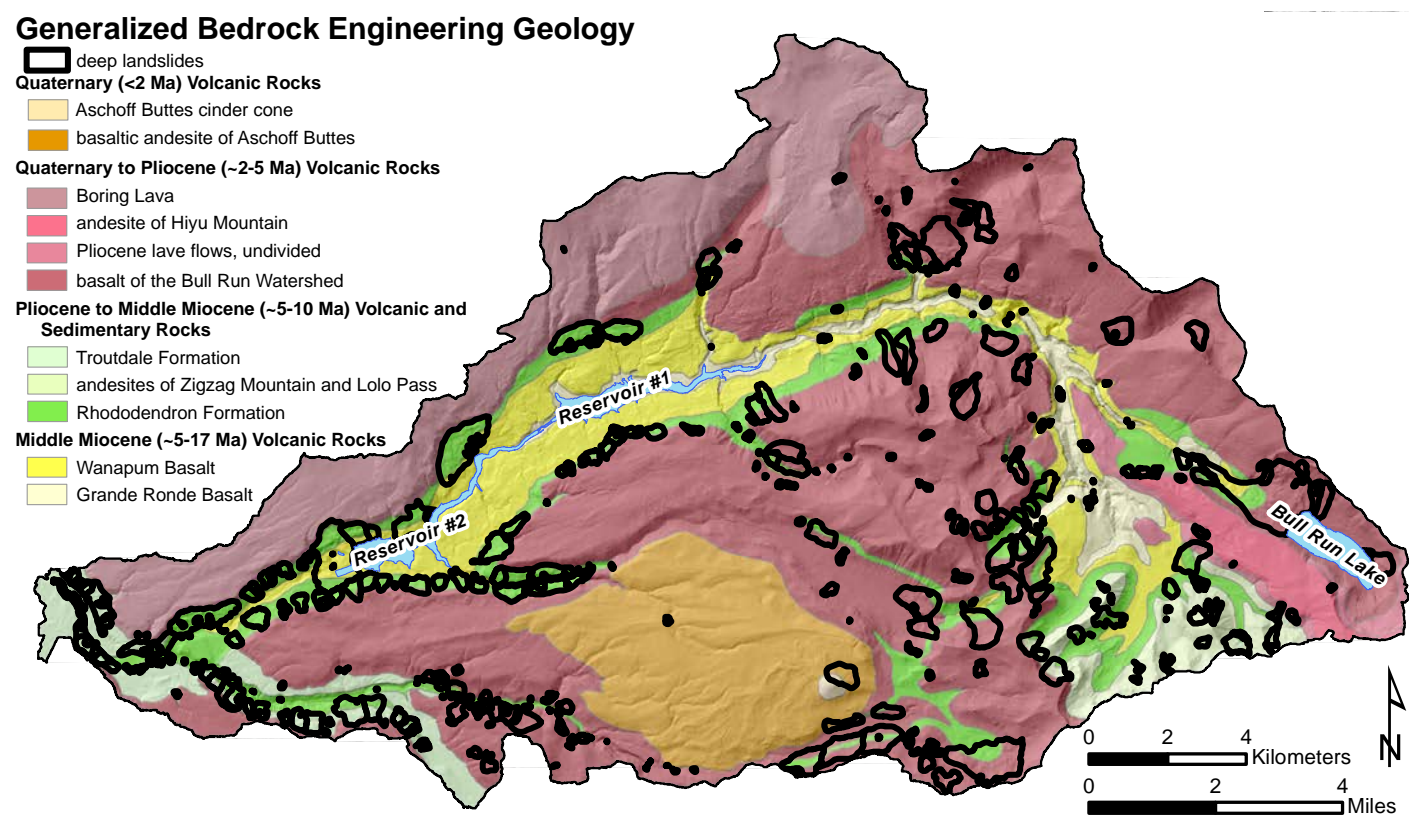 Generalized Bedrock Engineering Geology
deep landslides
Quaternary (<2 Ma) Volcanic Rocks
Aschoff Buttes cinder cone
basaltic andesite of Aschoff Buttes
Quaternary to Pliocene (~2-5 Ma) Volcanic Rocks
Boring Lava
andesite of Hiyu Mountain
Pliocene lave flows, undivided
basalt of the Bull Run Watershed
Pliocene to Middle Miocene (~5-10 Ma) Volcanic and
Sedimentary Rocks
Troutdale Formation
andesites of Zigzag Mountain and Lolo Pass
Rhododendron Formation
Middle Miocene (~5-17 Ma) Volcanic Rocks
Wanapum Basalt
Grande Ronde Basalt
Reservoir #1
Reservoir #2
Bull Run Lake
N
0 2 4
Kilometers
0 2 4
Miles